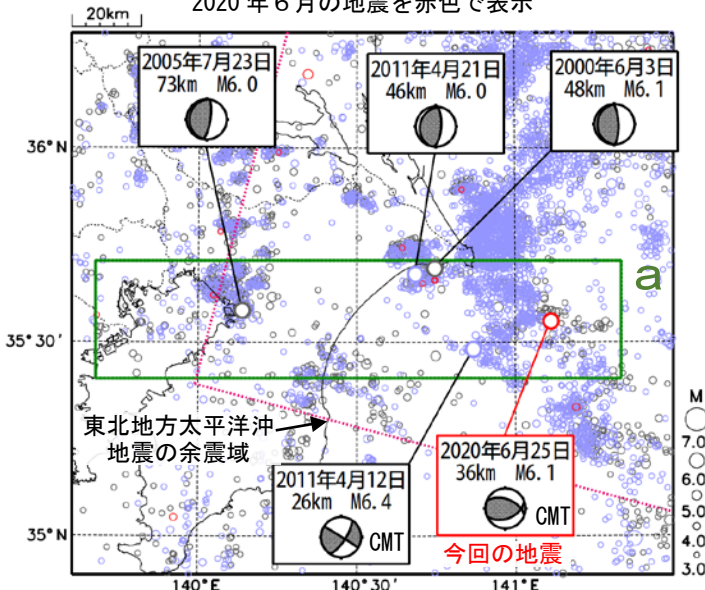 2020年6月の地震を赤色で表示
20km
2005年7月23日
73km M6.0
2011年4月21日
46km M6.0
2000年6月3日
48km M6.1
36°N
a
35°30′
東北地方太平洋沖
地震の余震域
2011年4月12日
26km M6.4
CMT
2020年6月25日
36km M6.1
CMT
今回の地震
M
7.0
6.0
5.0
4.0
3.0
35°N
140°E
140°30′
141°E